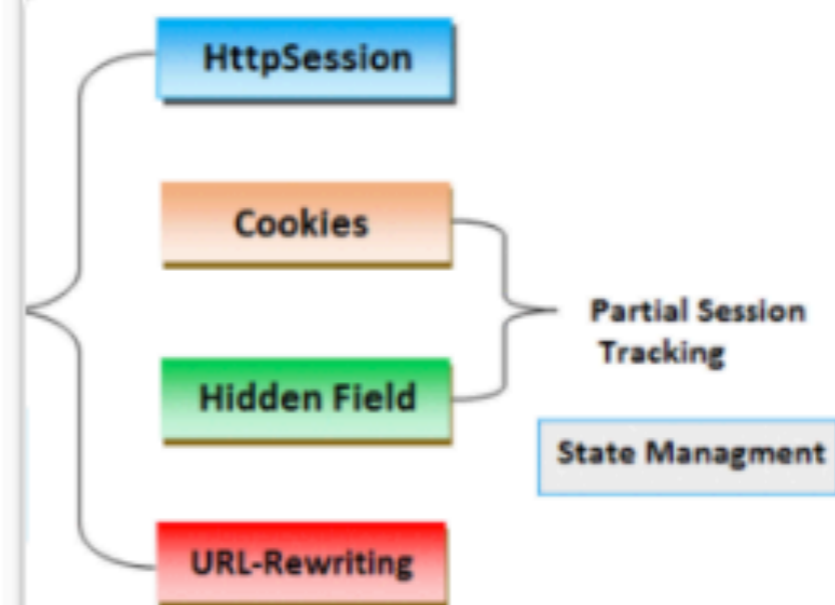 HttpSession
Cookies
Hidden Field
URL-Rewriting
Partial Session
Tracking
State Managment